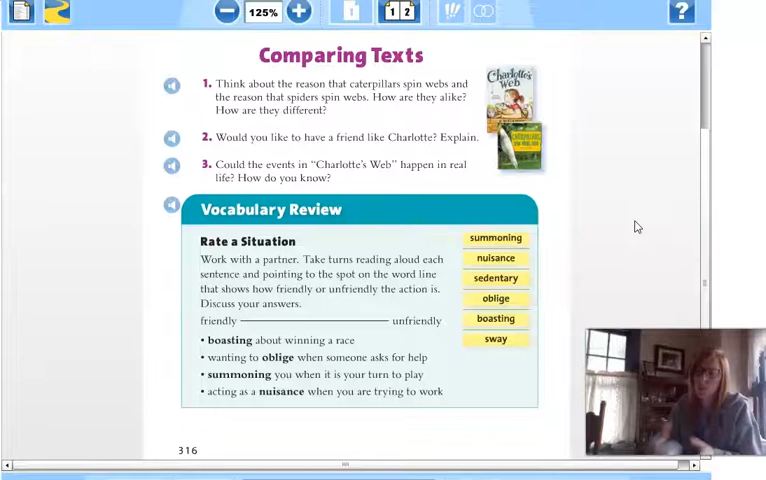 125%
1
1 2
?
Comparing Texts
1. Think about the reason that caterpillars spin webs and
the reason that spiders spin webs. How are they alike?
How are they different?
Charlotte's
Web
2. Would you like to have a friend like Charlotte? Explain.
3. Could the events in “Charlotte's Web” happen in real
life? How do you know?
Vocabulary Review
Rate a Situation
Work with a partner. Take turns reading aloud each
sentence and pointing to the spot on the word line
that shows how friendly or unfriendly the action is.
Discuss your answers.
friendly unfriendly
• boasting about winning a race
• wanting to oblige when someone asks for help
• summoning you when it is your turn to play
• acting as a nuisance when you are trying to work
summoning
nuisance
sedentary
oblige
boasting
sway
316